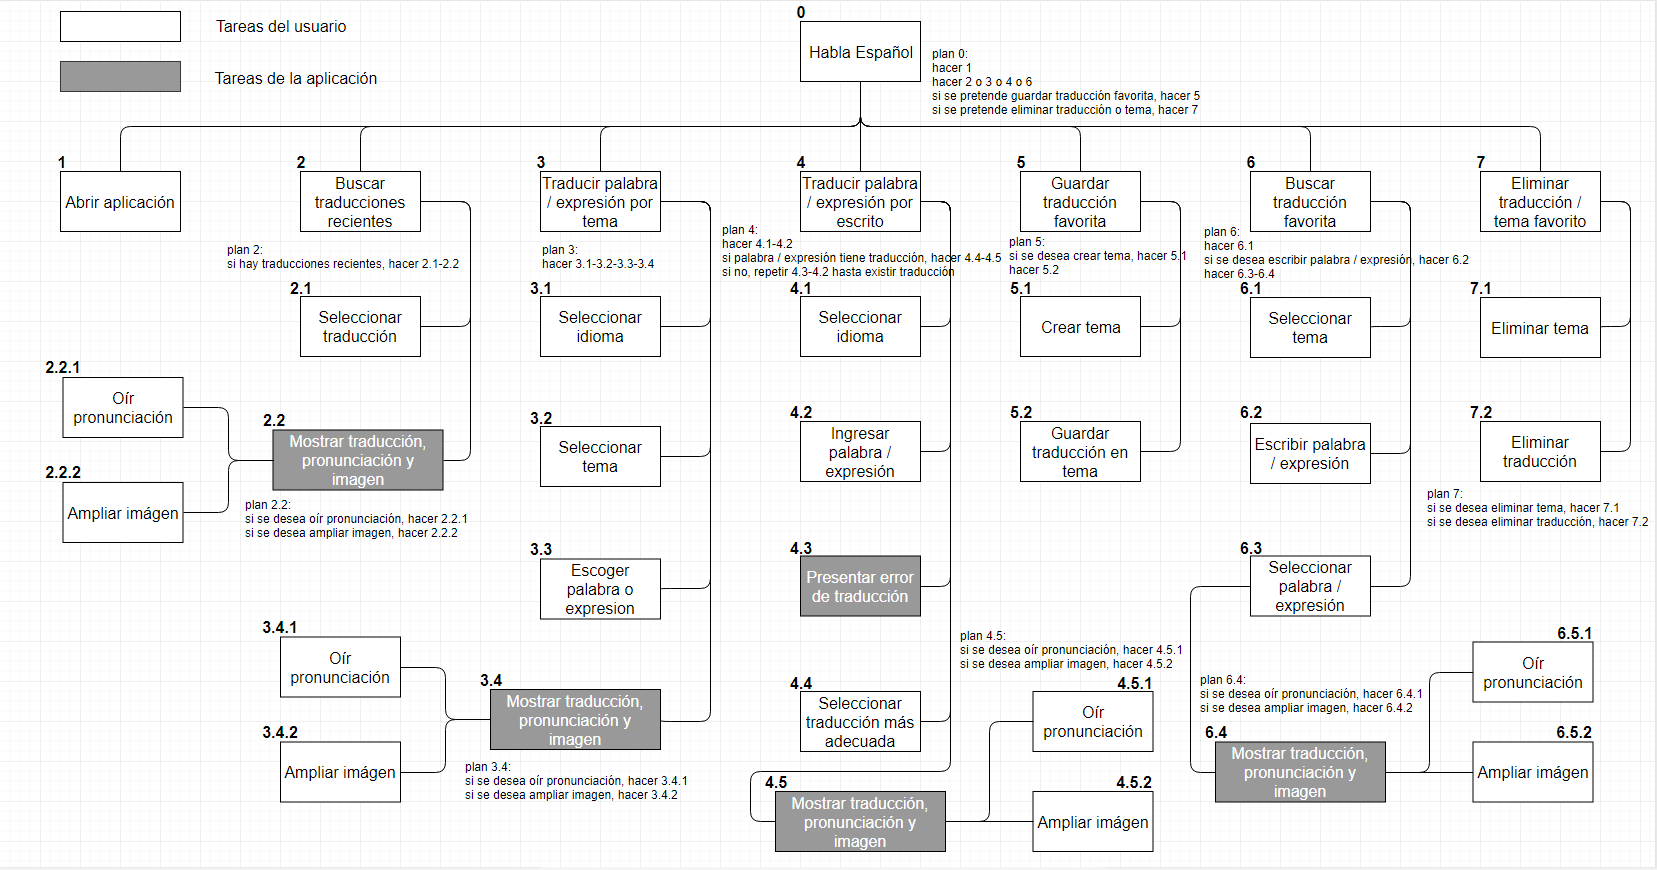 Tareas del usuario
Tareas de la aplicación
0
Habla Español
plan 0:
hacer 1
hacer 2 o 3 o 4 o 6
si se pretende guardar traducción favorita, hacer 5
si se pretende eliminar traducción o tema, hacer 7
1
Abrir aplicación
2
Buscar
traducciones
recientes
plan 2:
si hay traducciones recientes, hacer 2.1-2.2
2.1
Seleccionar
traducción
2.2.1
Oír
pronunciación
2.2.2
Ampliar imágen
2.2
Mostrar traducción,
pronunciación y
imagen
plan 2.2:
si se desea oír pronunciación, hacer 2.2.1
si se desea ampliar imagen, hacer 2.2.2
3
Traducir palabra
/ expresión por
tema
plan 3:
hacer 3.1-3.2-3.3-3.4
3.1
Seleccionar
idioma
3.2
Seleccionar
tema
3.3
Escoger
palabra o
expresion
3.4.1
Oír
pronunciación
3.4.2
Ampliar imágen
3.4
Mostrar traducción,
pronunciación y
imagen
plan 3.4:
si se desea oír pronunciación, hacer 3.4.1
si se desea ampliar imagen, hacer 3.4.2
4
Traducir palabra
/ expresión por
escrito
plan 4:
hacer 4.1-4.2
si palabra / expresión tiene traducción, hacer 4.4-4.5
si no, repetir 4.3-4.2 hasta existir traducción
4.1
Seleccionar
idioma
4.2
Ingresar
palabra /
expresión
4.3
Presentar error
de traducción
4.4
Seleccionar
traducción más
adecuada
4.5
Mostrar traducción,
pronunciación y
imagen
plan 4.5:
si se desea oír pronunciación, hacer 4.5.1
si se desea ampliar imagen, hacer 4.5.2
4.5.1
Oír
pronunciación
4.5.2
Ampliar imágen
5
Guardar
traducción
favorita
plan 5:
si se desea crear tema, hacer 5.1
hacer 5.2
5.1
Crear tema
5.2
Guardar
traducción en
tema
6
Buscar
traducción
favorita
plan 6:
hacer 6.1
si se desea escribir palabra / expresión, hacer 6.2
hacer 6.3-6.4
6.1
Seleccionar
tema
6.2
Escribir palabra
/ expresión
6.3
Seleccionar
palabra /
expresión
plan 6.4:
si se desea oír pronunciación, hacer 6.4.1
si se desea ampliar imagen, hacer 6.4.2
6.4
Mostrar traducción,
pronunciación y
imagen
6.5.1
Oír
pronunciación
6.5.2
Ampliar imágen
7
Eliminar
traducción /
tema favorito
7.1
Eliminar tema
7.2
Eliminar
traducción
plan 7:
si se desea eliminar tema, hacer 7.1
si se desea eliminar traducción, hacer 7.2